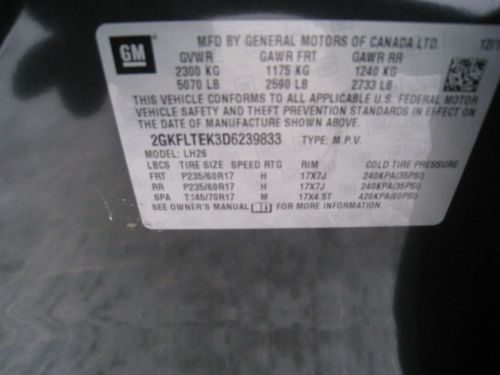 GM
MFD BY GENERAL MOTORS OF CANADA LTD. 12/
GVWR GAWR FRT GAWR RR
2300 KG 1175 KG 1240 KG
5070 LB 2590 LB 2733 LB
THIS VEHICLE CONFORMS TO ALL APPLICABLE U.S. FEDERAL MOTOR
VEHICLE SAFETY AND THEFT PREVENTION STANDARDS IN EFFECT ON
THE DATE OF MANUFACTURE SHOWN ABOVE.
2GKFLTEK3D6239833 TYPE: M.P.V.
MODEL: LH26
LBCS TIRE SIZE SPEED RTG RIM COLD TIRE PRESSURE
FRT P235/60R17 H 17X7J 240KPA(35PSI)
RR P235/60R17 H 17X7J 240KPA(35PSI)
SPA T145/70R17 M 17X4.5T 420KPA(60PSI)
SEE OWNER'S MANUAL FOR MORE INFORMATION